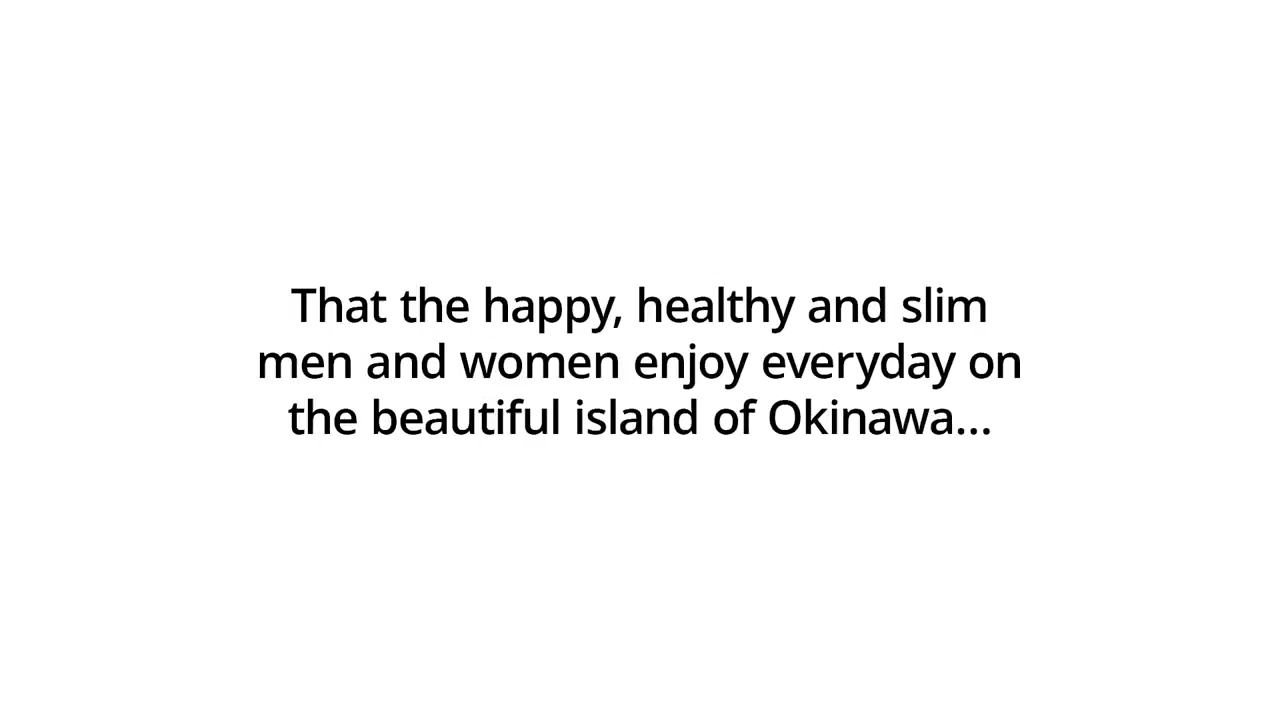 That the happy, healthy and slim
men and women enjoy everyday on
the beautiful island of Okinawa...